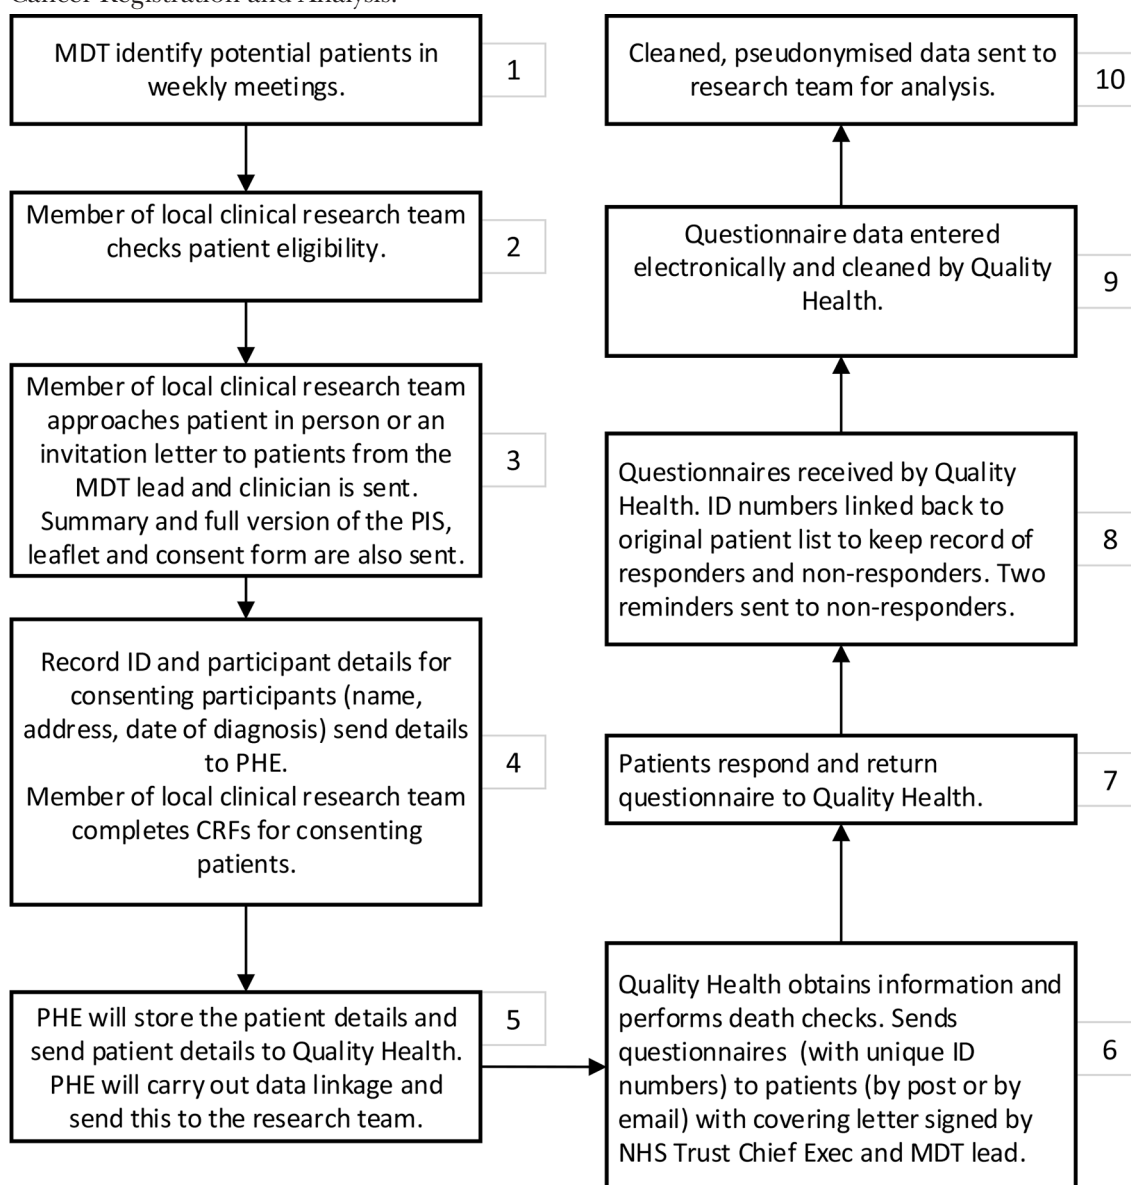 Cancer Registration and Analysis.
MDT identify potential patients in
weekly meetings.
1
Member of local clinical research team
checks patient eligibility.
2
Member of local clinical research team
approaches patient in person or an
invitation letter to patients from the
MDT lead and clinician is sent.
Summary and full version of the PIS,
leaflet and consent form are also sent.
3
Record ID and participant details for
consenting participants (name,
address, date of diagnosis) send details
to PHE.
Member of local clinical research team
completes CRFs for consenting
patients.
4
PHE will store the patient details and
send patient details to Quality Health.
PHE will carry out data linkage and
send this to the research team.
5
Quality Health obtains information and
performs death checks. Sends
questionnaires (with unique ID
numbers) to patients (by post or by
email) with covering letter signed by
NHS Trust Chief Exec and MDT lead.
6
Patients respond and return
questionnaire to Quality Health.
7
Questionnaires received by Quality
Health. ID numbers linked back to
original patient list to keep record of
responders and non-responders. Two
reminders sent to non-responders.
8
Questionnaire data entered
electronically and cleaned by Quality
Health.
9
Cleaned, pseudonymised data sent to
research team for analysis.
10